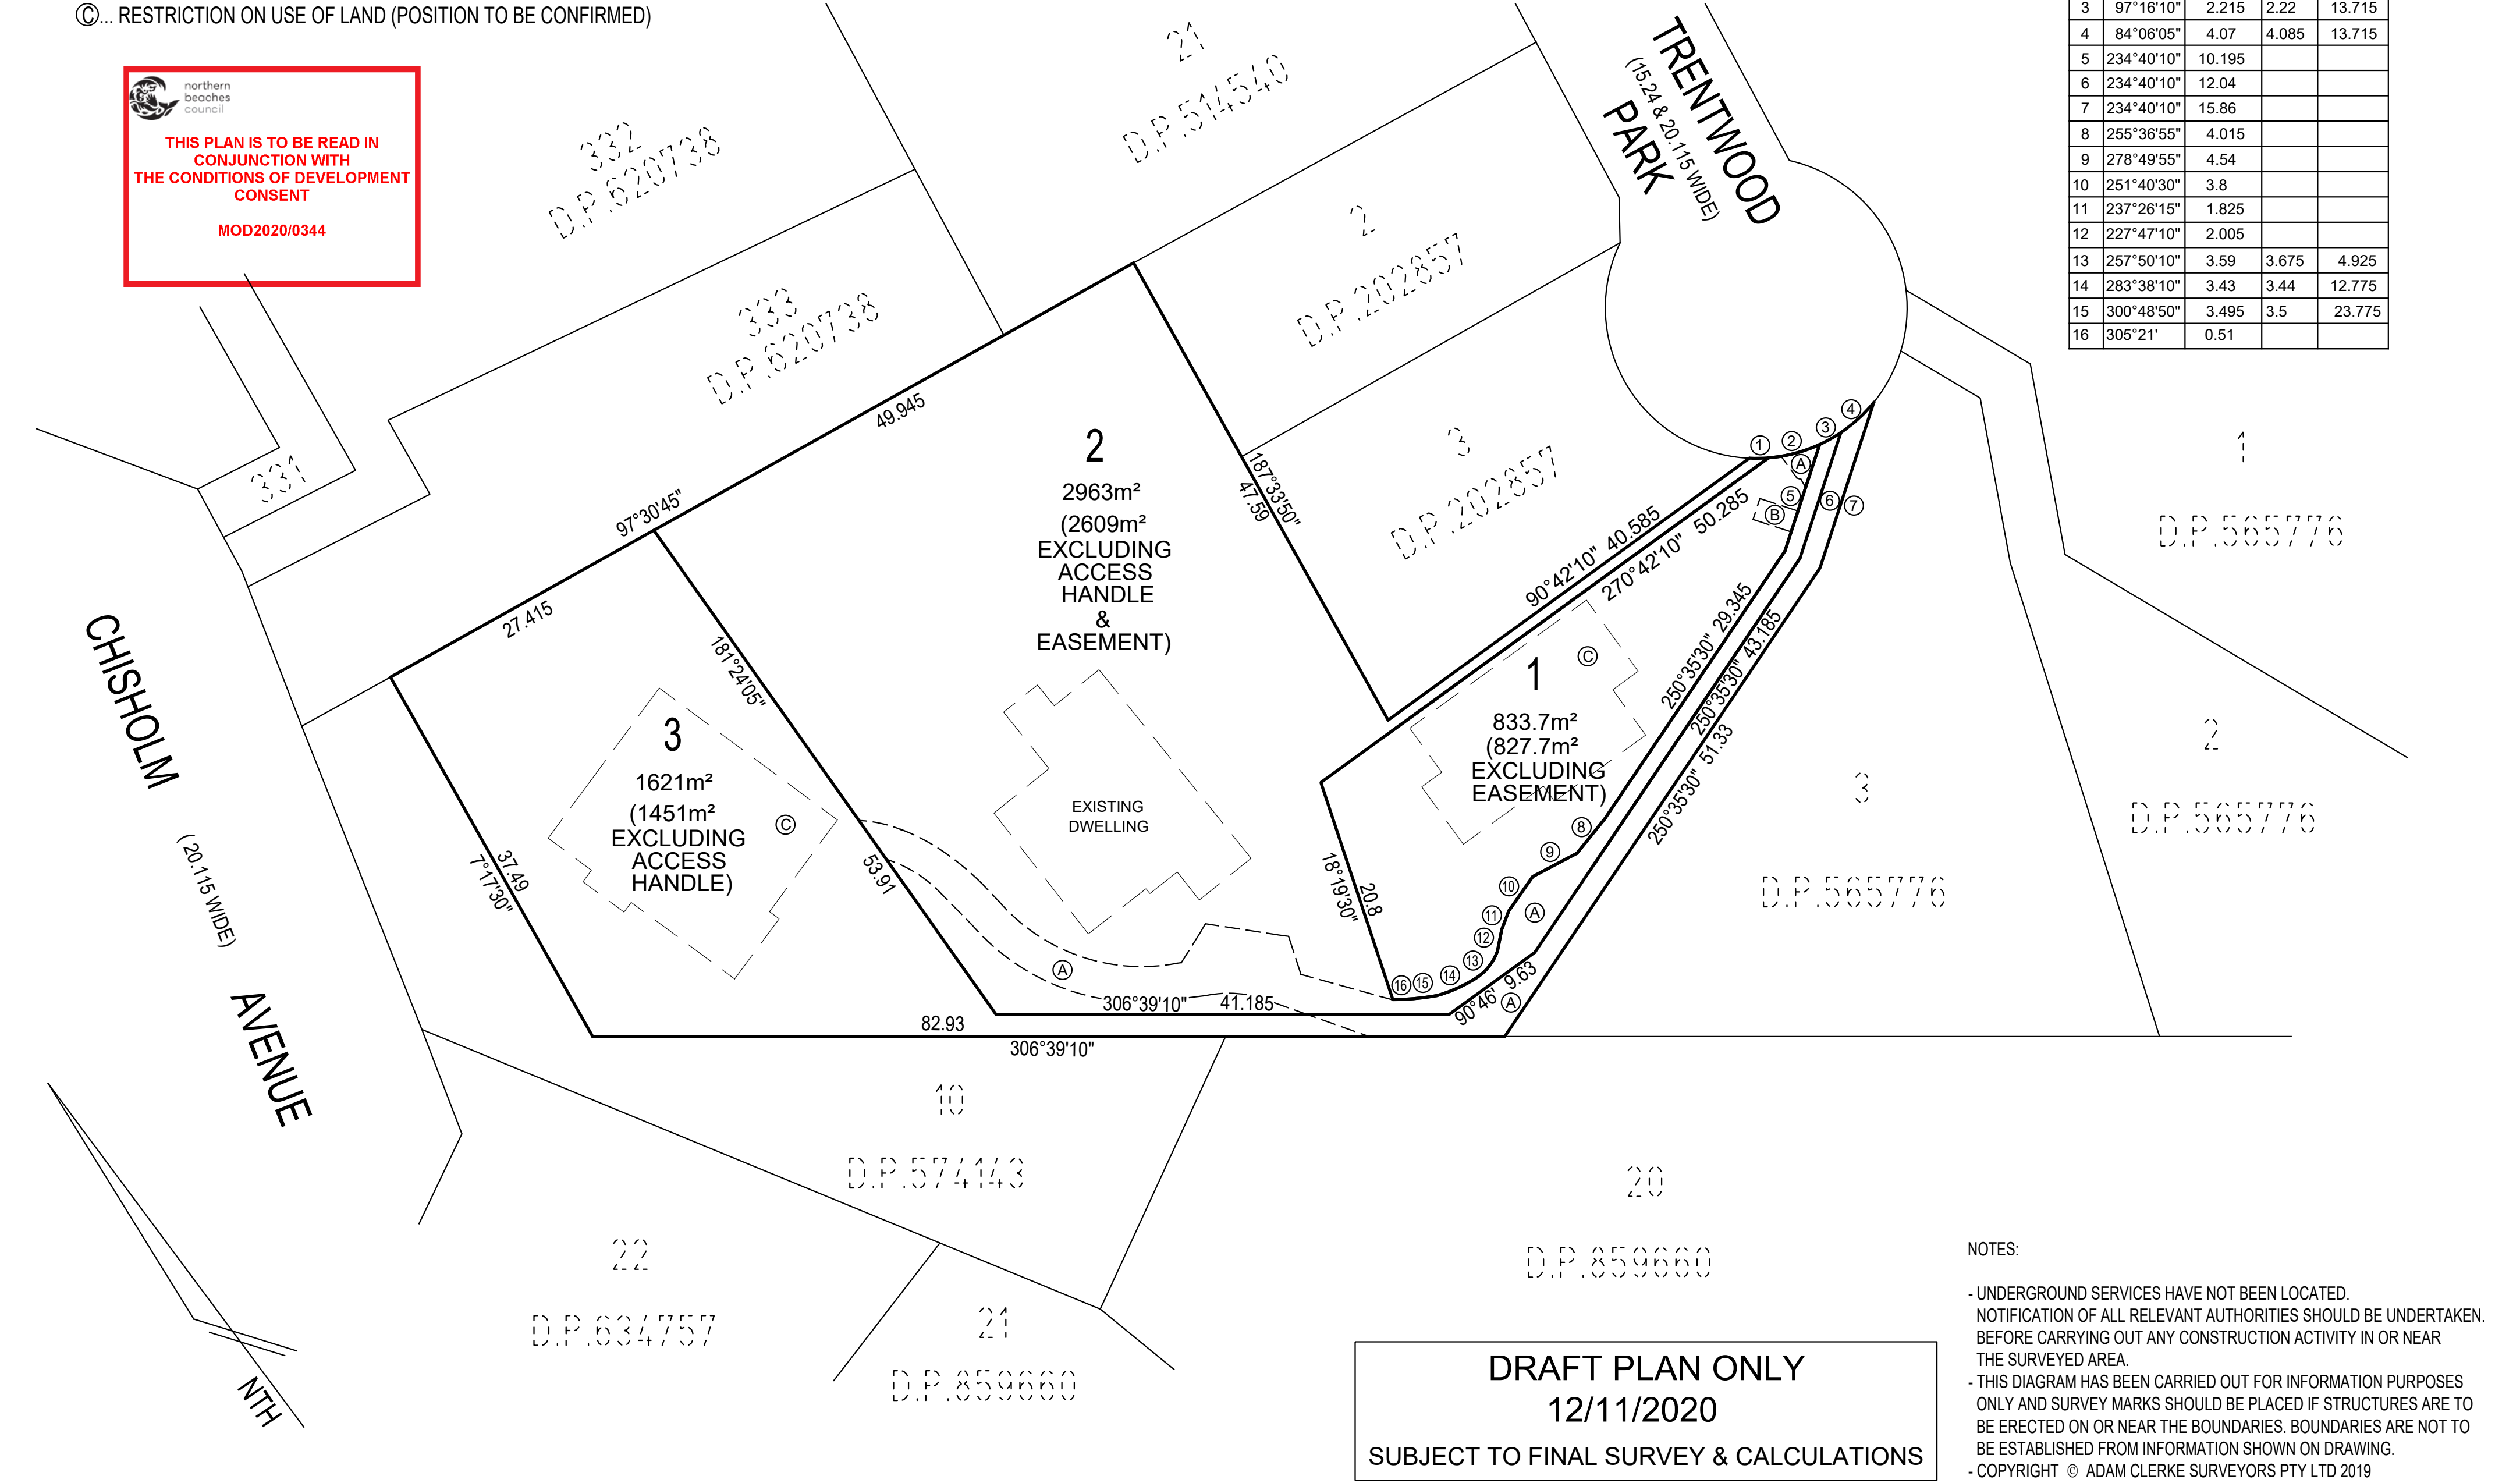 Ⓒ... RESTRICTION ON USE OF LAND (POSITION TO BE CONFIRMED)
northern
beaches
council
THIS PLAN IS TO BE READ IN
CONJUNCTION WITH
THE CONDITIONS OF DEVELOPMENT
CONSENT
MOD2020/0344
3 97°16'10" 2.215 2.22 13.715
4 84°06'05" 4.07 4.085 13.715
5 234°40'10" 10.195
6 234°40'10" 12.04
7 234°40'10" 15.86
8 255°36'55" 4.015
9 278°49'55" 4.54
10 251°40'30" 3.8
11 237°26'15" 1.825
12 227°47'10" 2.005
13 257°50'10" 3.59 3.675 4.925
14 283°38'10" 3.43 3.44 12.775
15 300°48'50" 3.495 3.5 23.775
16 305°21' 0.51
TRENTWOOD
(15.24 & 20.115 WIDE)
PARK
21
D.P.514540
332
D.P.620738
2
D.P.202857
333
D.P.620738
3
D.P.202857
331
1
D.P.565776
2
D.P.565776
3
D.P.565776
49.945
97°30'45"
27.415
187°33'50"
47.59
90°42'10" 40.585
270°42'10" 50.285
1
2
3
4
A
5
B
6
7
2
2963m²
(2609m²
EXCLUDING
ACCESS
HANDLE
&
EASEMENT)
EXISTING
DWELLING
181°24'05"
53.91
3
1621m²
(1451m²
EXCLUDING
ACCESS
HANDLE)
C
37.49
7°17'30"
1
C
833.7m²
(827.7m²
EXCLUDING
EASEMENT)
250°35'30" 29.345
250°35'30" 43.185
250°35'30" 51.33
18°19'30"
20.8
8
9
10
11
12
13
14
15
16
A
A
A
90°46' 9.63
306°39'10" 41.185
82.93
306°39'10"
CHISHOLM
(20.115 WIDE)
AVENUE
10
D.P.574143
20
D.P.859660
22
D.P.634757
21
D.P.859660
NTH
DRAFT PLAN ONLY
12/11/2020
SUBJECT TO FINAL SURVEY & CALCULATIONS
NOTES:
- UNDERGROUND SERVICES HAVE NOT BEEN LOCATED.
NOTIFICATION OF ALL RELEVANT AUTHORITIES SHOULD BE UNDERTAKEN.
BEFORE CARRYING OUT ANY CONSTRUCTION ACTIVITY IN OR NEAR
THE SURVEYED AREA.
- THIS DIAGRAM HAS BEEN CARRIED OUT FOR INFORMATION PURPOSES
ONLY AND SURVEY MARKS SHOULD BE PLACED IF STRUCTURES ARE TO
BE ERECTED ON OR NEAR THE BOUNDARIES. BOUNDARIES ARE NOT TO
BE ESTABLISHED FROM INFORMATION SHOWN ON DRAWING.
- COPYRIGHT © ADAM CLERKE SURVEYORS PTY LTD 2019